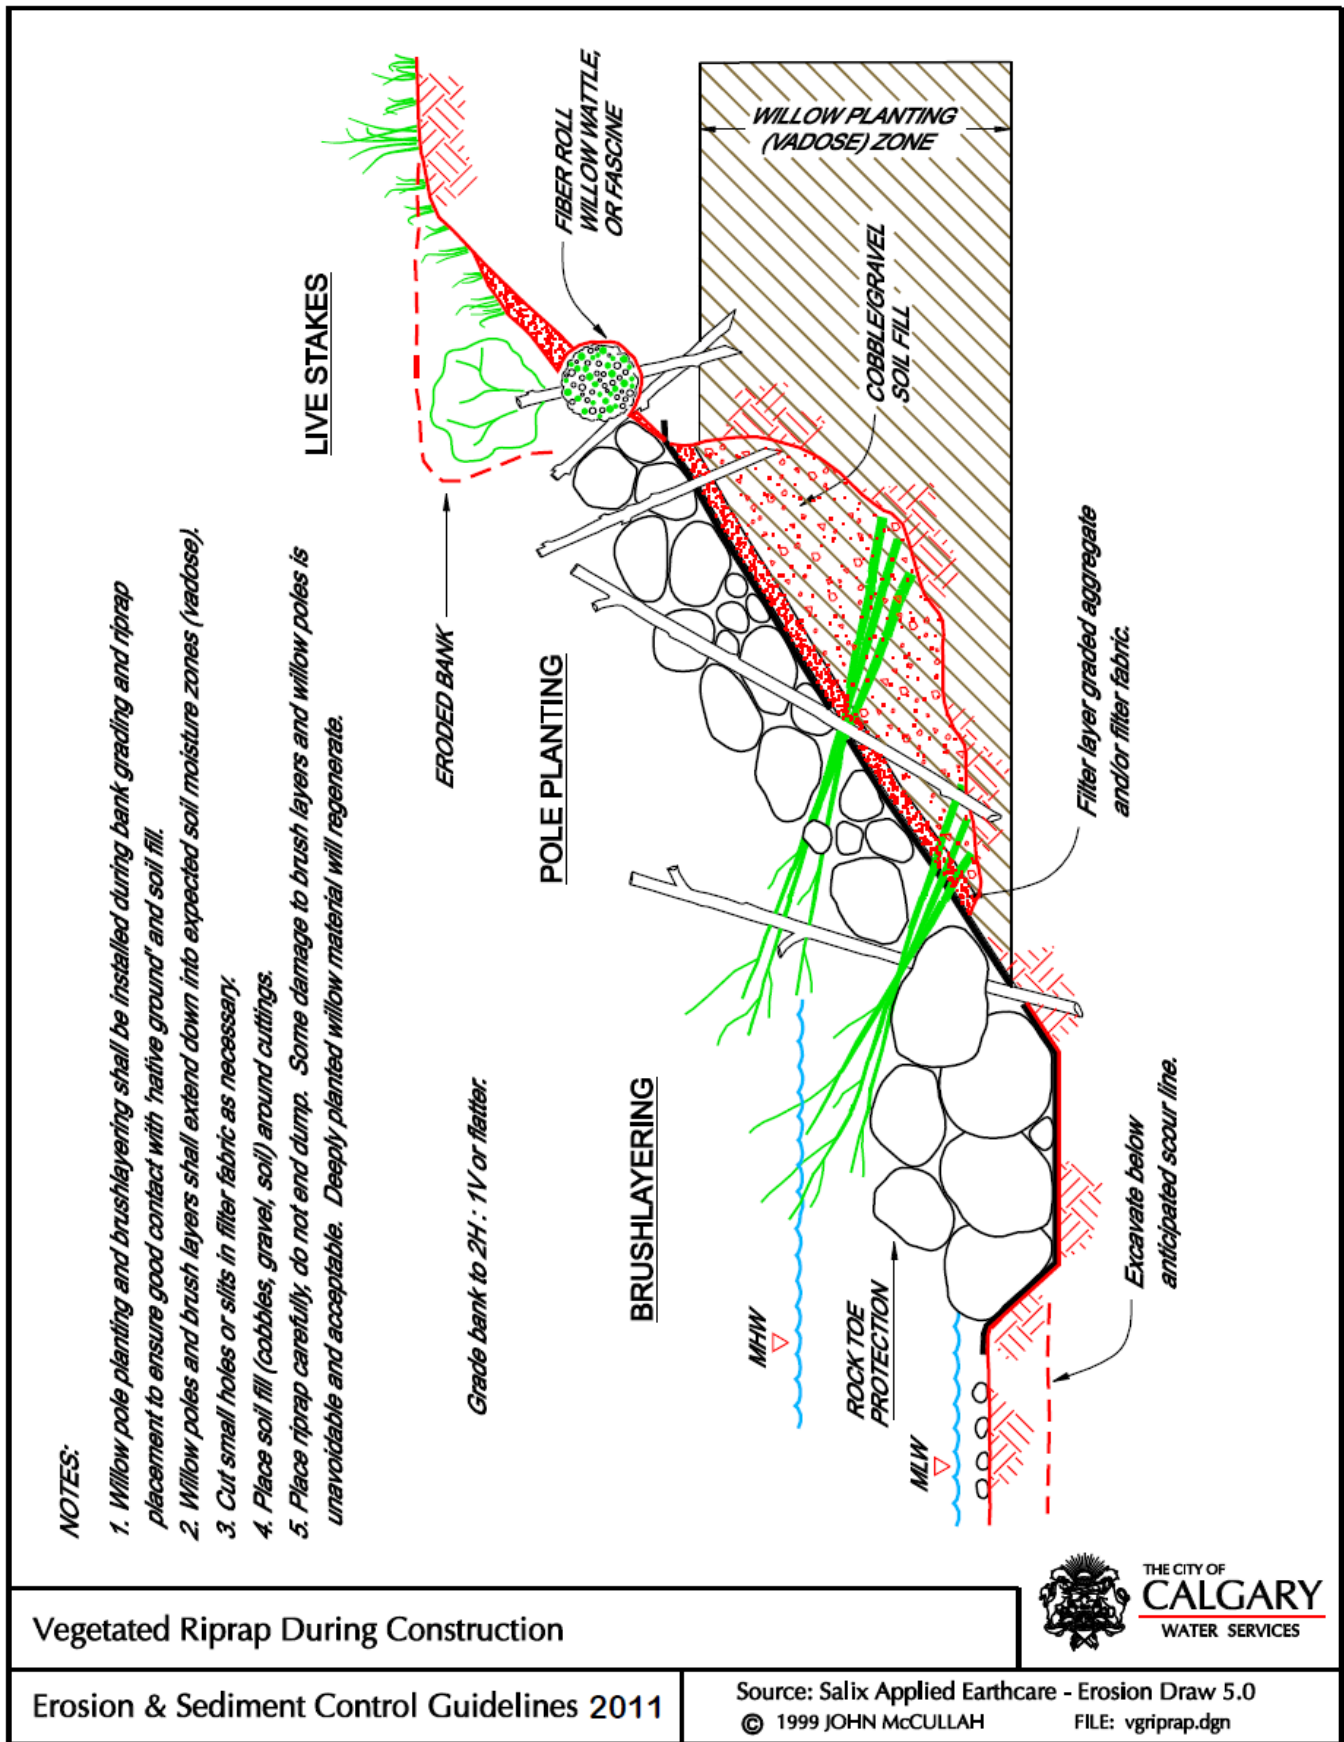 NOTES:
1. Willow pole planting and brushlayering shall be installed during bank grading and riprap
placement to ensure good contact with 'native ground' and soil fill.
2. Willow poles and brush layers shall extend down into expected soil moisture zones (vadose).
3. Cut small holes or slits in filter fabric as necessary.
4. Place soil fill (cobbles, gravel, soil) around cuttings.
5. Place riprap carefully, do not end dump. Some damage to brush layers and willow poles is
unavoidable and acceptable. Deeply planted willow material will regenerate.
Grade bank to 2H : 1V or flatter.
LIVE STAKES
ERODED BANK
POLE PLANTING
BRUSHLAYERING
FIBER ROLL
WILLOW WATTLE,
OR FASCINE
WILLOW PLANTING
(VADOSE) ZONE
COBBLE/GRAVEL
SOIL FILL
MHW
ROCK TOE
PROTECTION
MLW
Filter layer graded aggregate
and/or filter fabric.
Excavate below
anticipated scour line.
THE CITY OF
CALGARY
WATER SERVICES
Vegetated Riprap During Construction
Erosion & Sediment Control Guidelines 2011
Source: Salix Applied Earthcare - Erosion Draw 5.0
© 1999 JOHN McCULLAH FILE: vgriprap.dgn